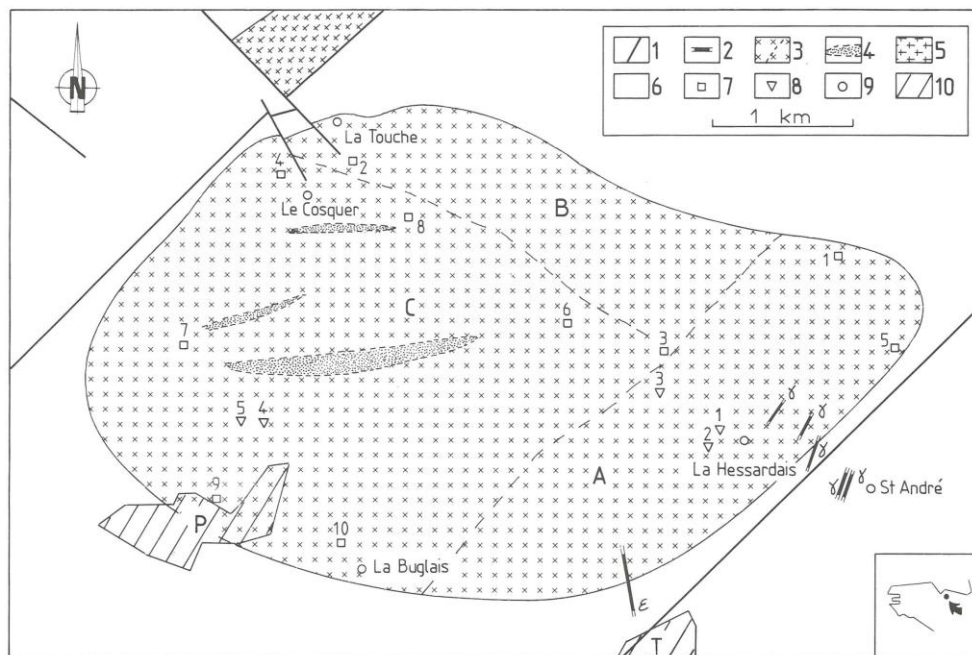 1 2 3 4 5
6 7 8 9 10
1 km
N
La Touche
4
2
Le Cosquer
8
B
1
C
6
7
3
5
3
5 4
1
γ
γ
2
La Hessardais
γ
A
γ St André
9
P
10
La Buglais
ε
T